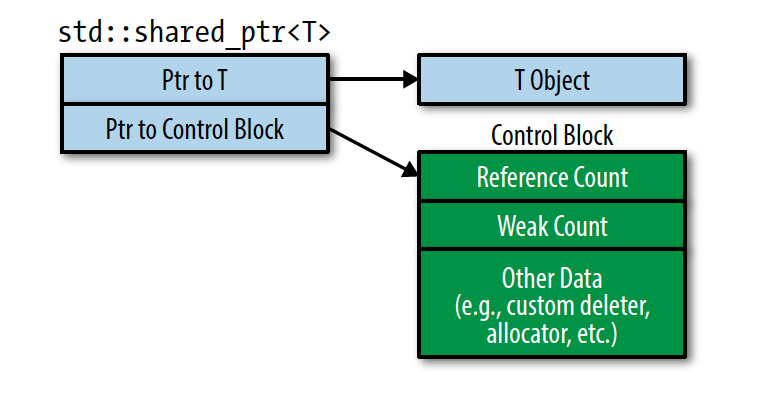 std::shared_ptr<T>
Ptr to T
T Object
Ptr to Control Block
Control Block
Reference Count
Weak Count
Other Data
(e.g., custom deleter,
allocator, etc.)